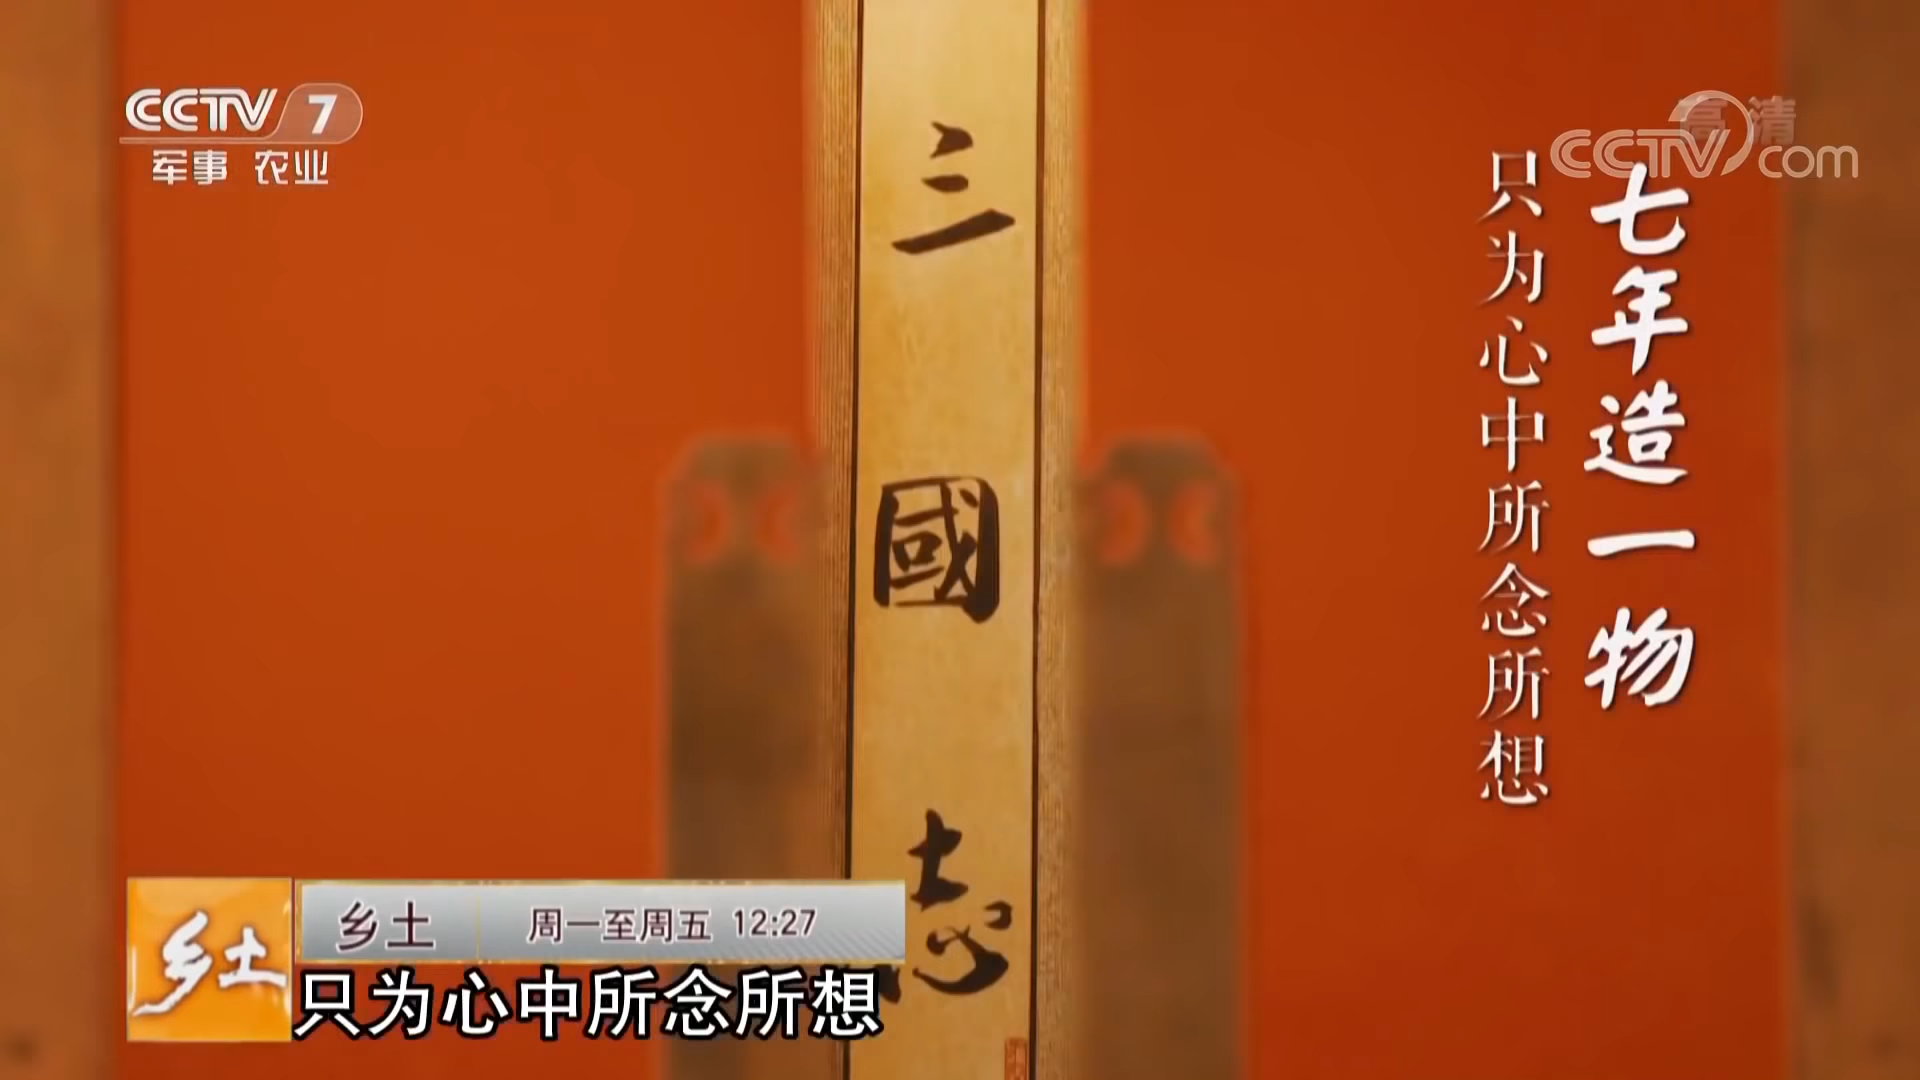 CCTV 7
军事 农业
高清
CCTV com
三國志
七年造一物
只为心中所念所想
乡土
乡土
周一至周五 12:27
只为心中所念所想